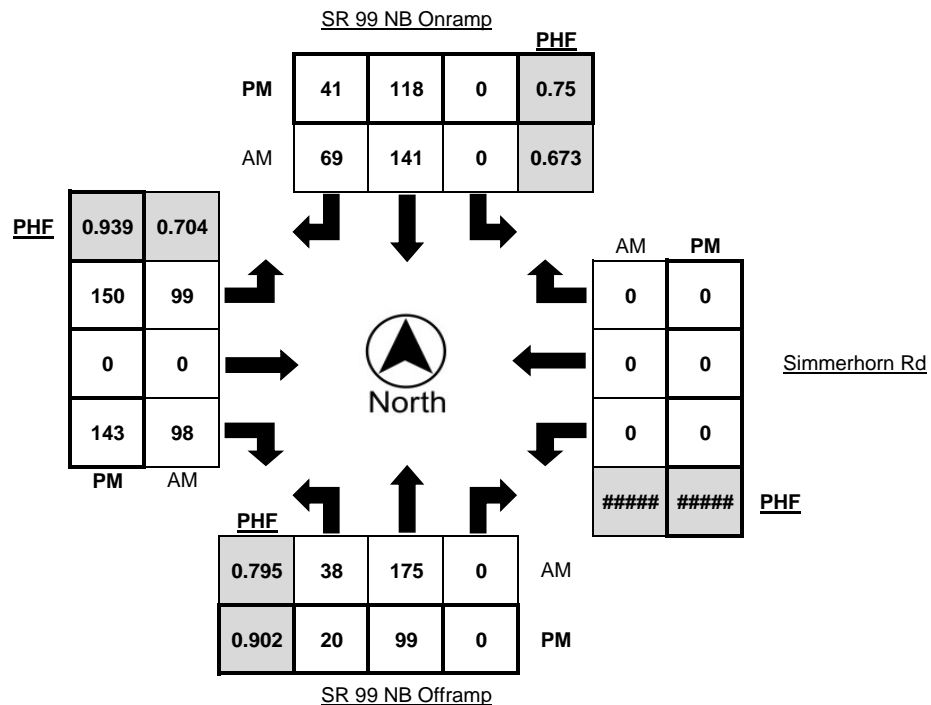 SR 99 NB Onramp
PHF
PM 41 118 0 0.75
AM 69 141 0 0.673
PHF 0.939 0.704
AM PM
150 99
0 0
0 0
North
0 0
Simmerhorn Rd
143 98
0 0
PM AM
##### ##### PHF
PHF
0.795 38 175 0 AM
0.902 20 99 0 PM
SR 99 NB Offramp